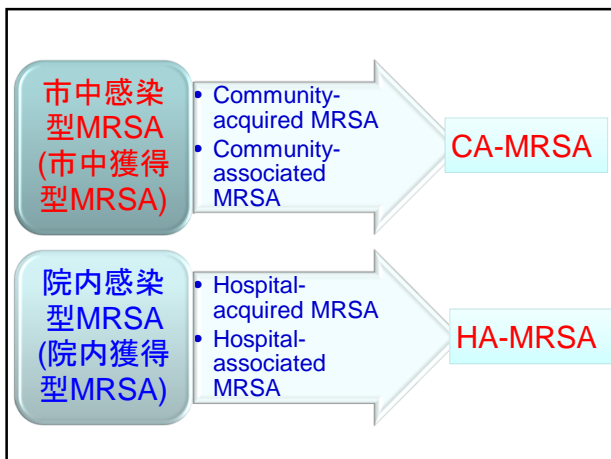 市中感染
型MRSA
(市中獲得
型MRSA)
• Community-
acquired MRSA
• Community-
associated
MRSA
CA-MRSA
院内感染
型MRSA
(院内獲得
型MRSA)
• Hospital-
acquired MRSA
• Hospital-
associated
MRSA
HA-MRSA